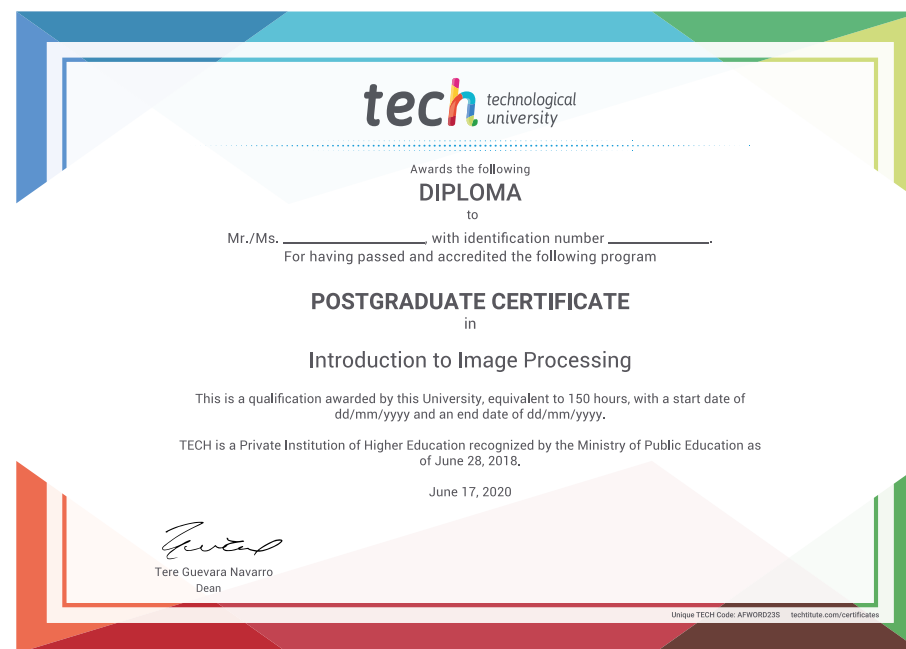 tech technological
university
Awards the following
DIPLOMA
to
Mr./Ms. ____________________, with identification number ______________.
For having passed and accredited the following program
POSTGRADUATE CERTIFICATE
in
Introduction to Image Processing
This is a qualification awarded by this University, equivalent to 150 hours, with a start date of
dd/mm/yyyy and an end date of dd/mm/yyyy.
TECH is a Private Institution of Higher Education recognized by the Ministry of Public Education as
of June 28, 2018.
June 17, 2020
Tere Guevara Navarro
Dean
Unique TECH Code: AFWORD23S techtitute.com/certificates